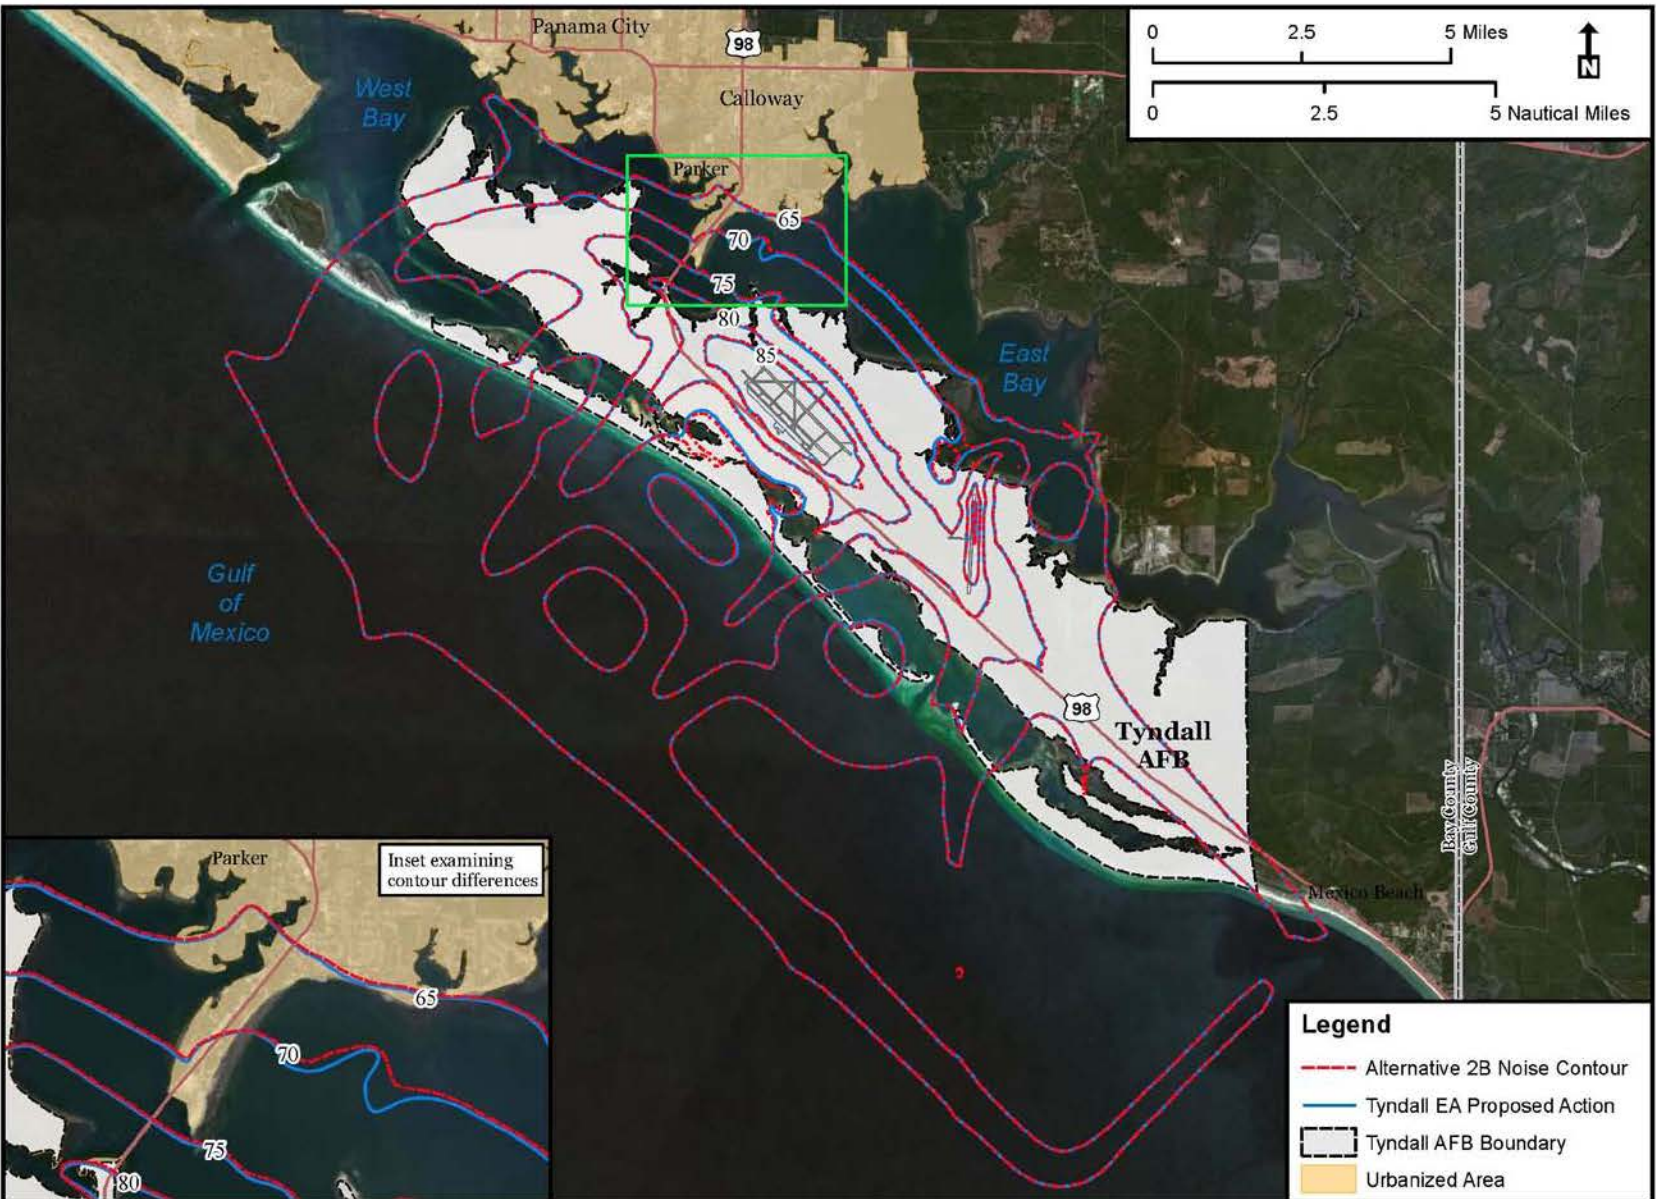 Panama City
98
0 2.5 5 Miles
N
0 2.5 5 Nautical Miles
West
Bay
Calloway
Parker
65
70
75
80
85
East
Bay
Gulf
of
Mexico
98
Tyndall
AFB
Bay County
Gulf County
Mexico Beach
Parker
Inset examining
contour differences
65
70
75
80
Legend
Alternative 2B Noise Contour
Tyndall EA Proposed Action
Tyndall AFB Boundary
Urbanized Area